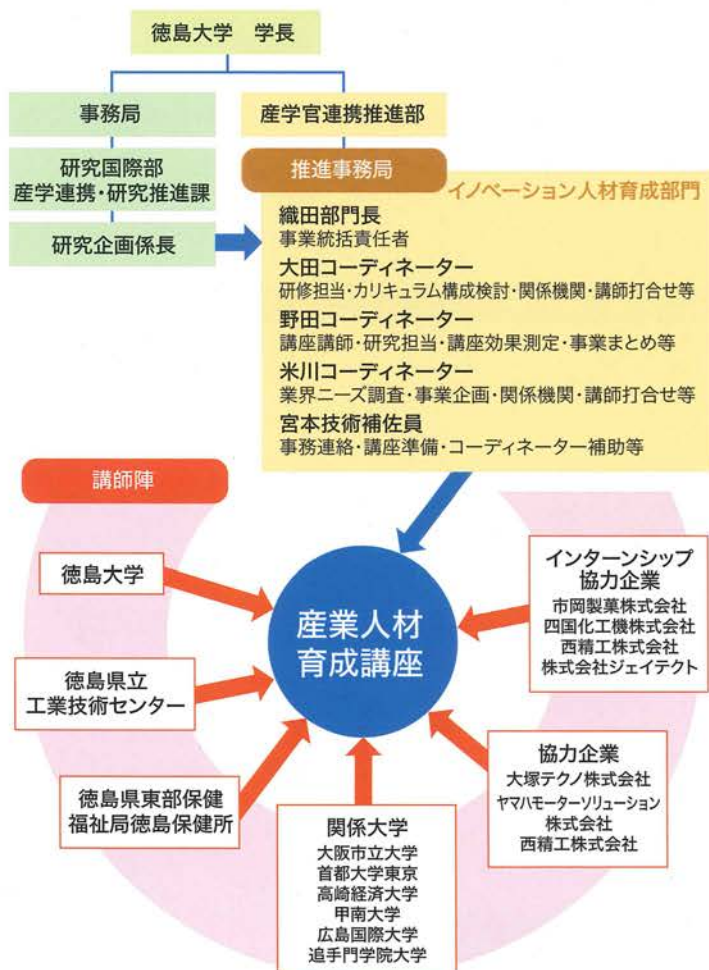 徳島大学 学長
事務局
産学官連携推進部
研究国際部
産学連携・研究推進課
研究企画係長
推進事務局
イノベーション人材育成部門
織田部門長
事業統括責任者
大田コーディネーター
研修担当・カリキュラム構成検討・関係機関・講師打合せ等
野田コーディネーター
講座講師・研究担当・講座効果測定・事業まとめ等
米川コーディネーター
業界ニーズ調査・事業企画・関係機関・講師打合せ等
宮本技術補佐員
事務連絡・講座準備・コーディネーター補助等
講師陣
徳島大学
徳島県立
工業技術センター
徳島県東部保健
福祉局徳島保健所
産業人材
育成講座
関係大学
大阪市立大学
首都大学東京
高崎経済大学
甲南大学
広島国際大学
追手門学院大学
インターンシップ
協力企業
市岡製菓株式会社
四国化工機株式会社
西精工株式会社
株式会社ジェイテクト
協力企業
大塚テクノ株式会社
ヤマハモーターソリューション
株式会社
西精工株式会社